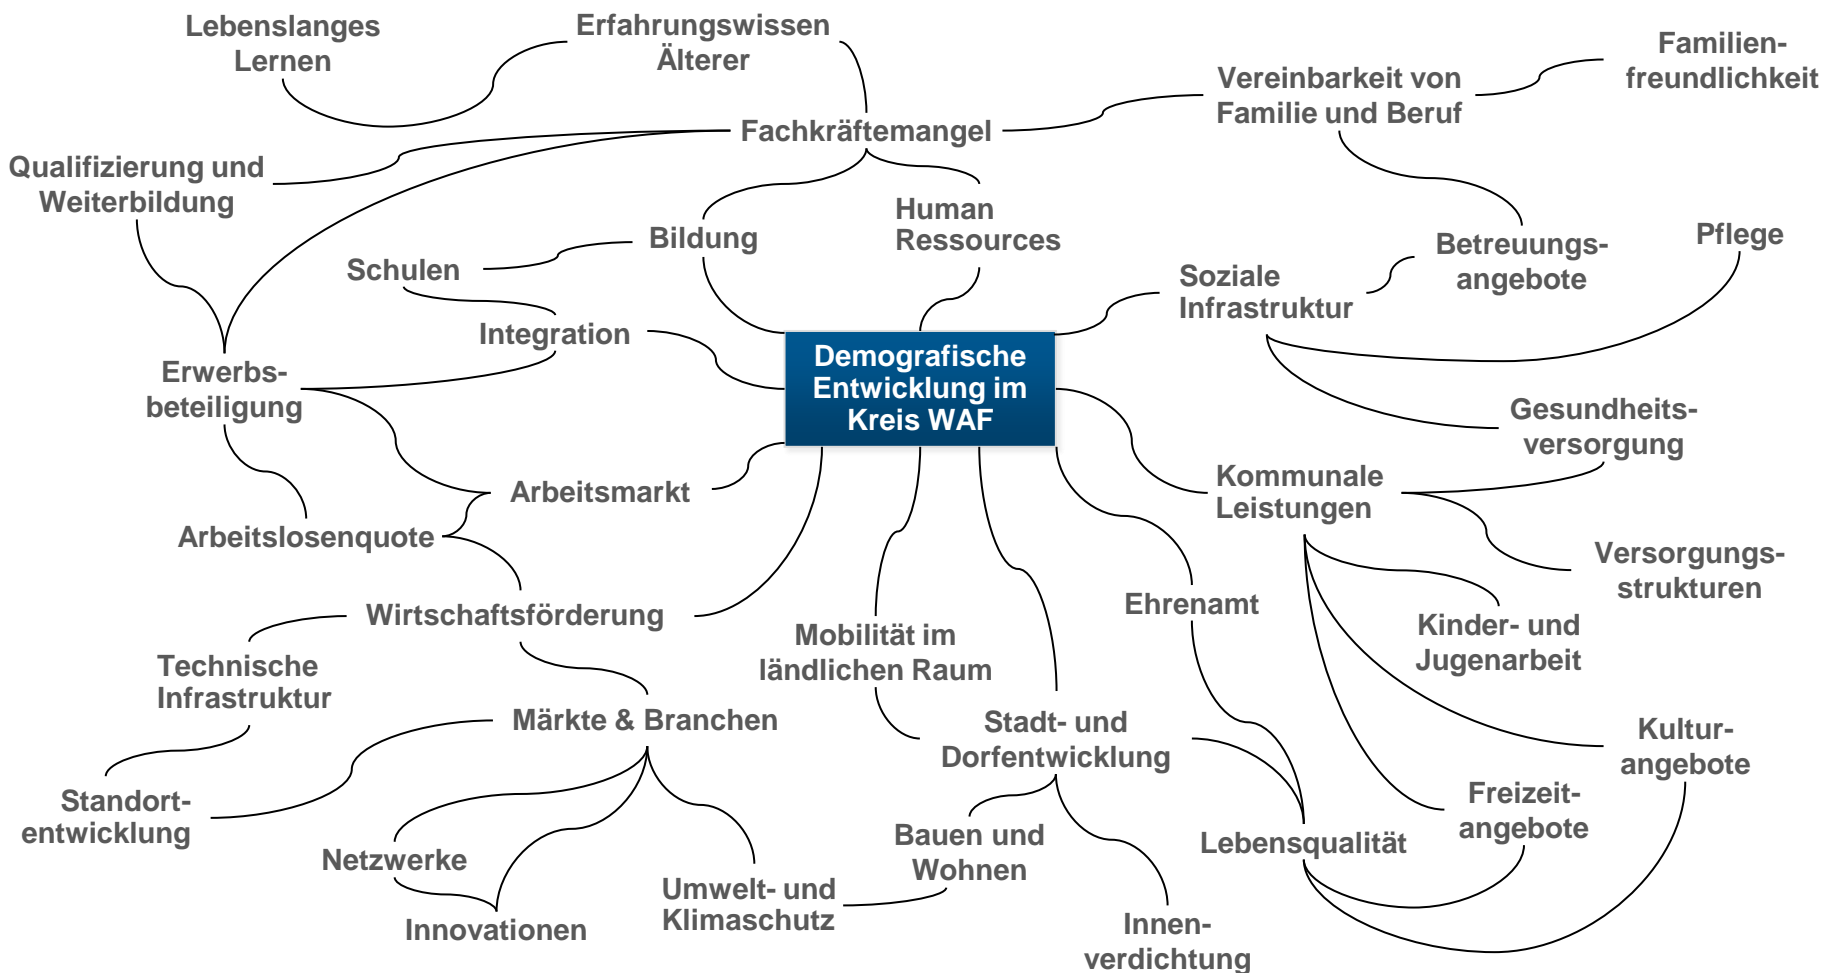 Lebenslanges
Lernen
Erfahrungswissen
Älterer
Familien-
freundlichkeit
Vereinbarkeit von
Familie und Beruf
Fachkräftemangel
Qualifizierung und
Weiterbildung
Human
Ressources
Bildung
Schulen
Pflege
Betreuungs-
angebote
Soziale
Infrastruktur
Integration
Demografische
Entwicklung im
Kreis WAF
Erwerbs-
beteiligung
Gesundheits-
versorgung
Kommunale
Leistungen
Arbeitsmarkt
Arbeitslosenquote
Versorgungs-
strukturen
Ehrenamt
Wirtschaftsförderung
Mobilität im
ländlichen Raum
Kinder- und
Jugenarbeit
Technische
Infrastruktur
Märkte & Branchen
Stadt- und
Dorfentwicklung
Kultur-
angebote
Standort-
entwicklung
Freizeit-
angebote
Bauen und
Wohnen
Lebensqualität
Netzwerke
Umwelt- und
Klimaschutz
Innovationen
Innen-
verdichtung